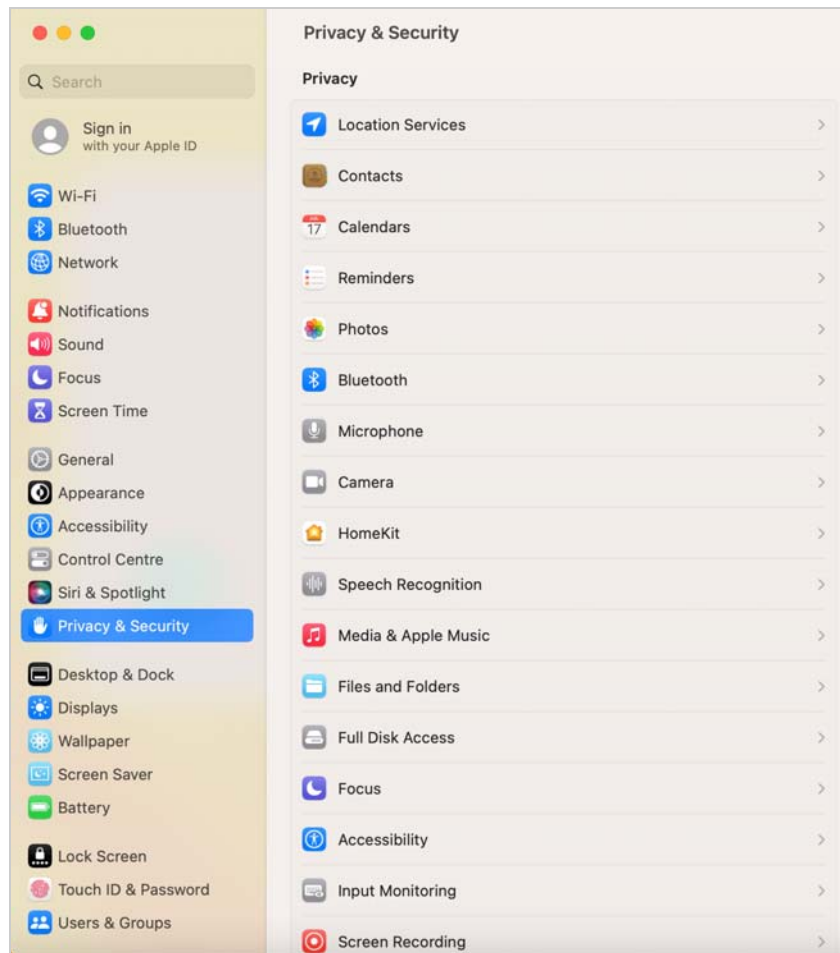 Privacy & Security
Search
Sign in
with your Apple ID
Wi-Fi
Bluetooth
Network
Notifications
Sound
Focus
Screen Time
General
Appearance
Accessibility
Control Centre
Siri & Spotlight
Privacy & Security
Desktop & Dock
Displays
Wallpaper
Screen Saver
Battery
Lock Screen
Touch ID & Password
Users & Groups
Privacy
Location Services
Contacts
17
Calendars
Reminders
Photos
Bluetooth
Microphone
Camera
HomeKit
Speech Recognition
Media & Apple Music
Files and Folders
Full Disk Access
Focus
Accessibility
Input Monitoring
Screen Recording